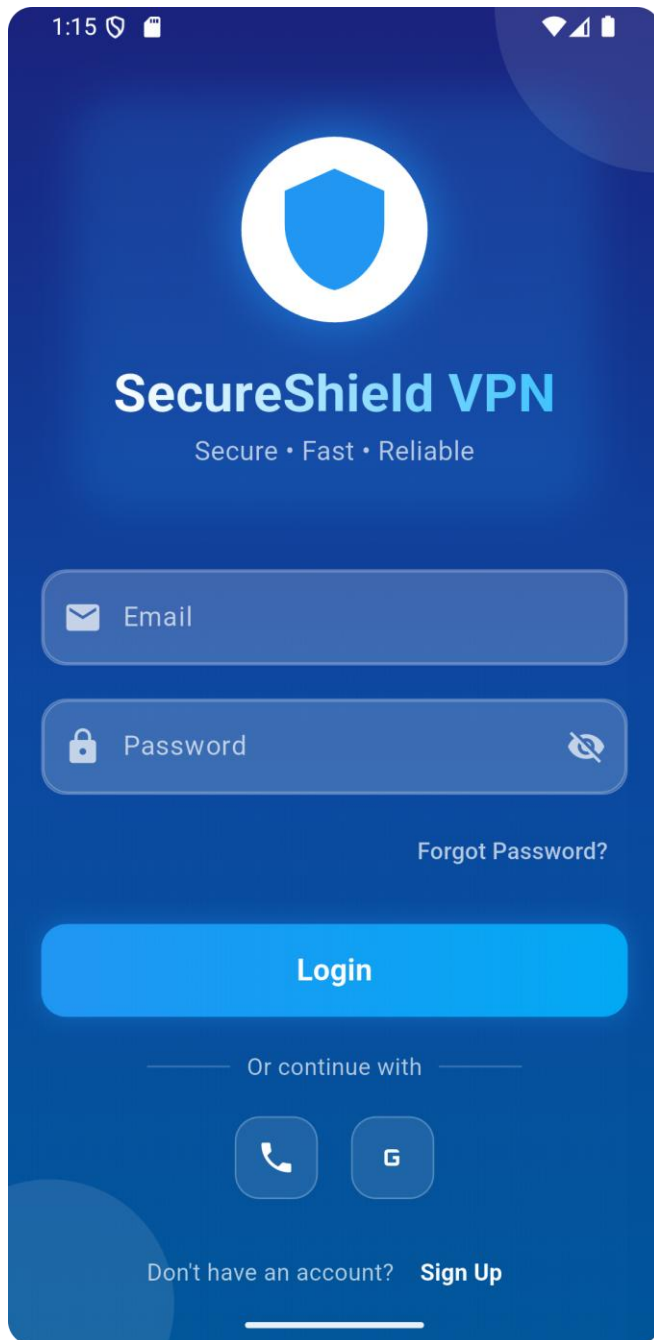 1:15
SecureShield VPN
Secure • Fast • Reliable
Email
Password
Forgot Password?
Login
Or continue with
G
Don't have an account? Sign Up